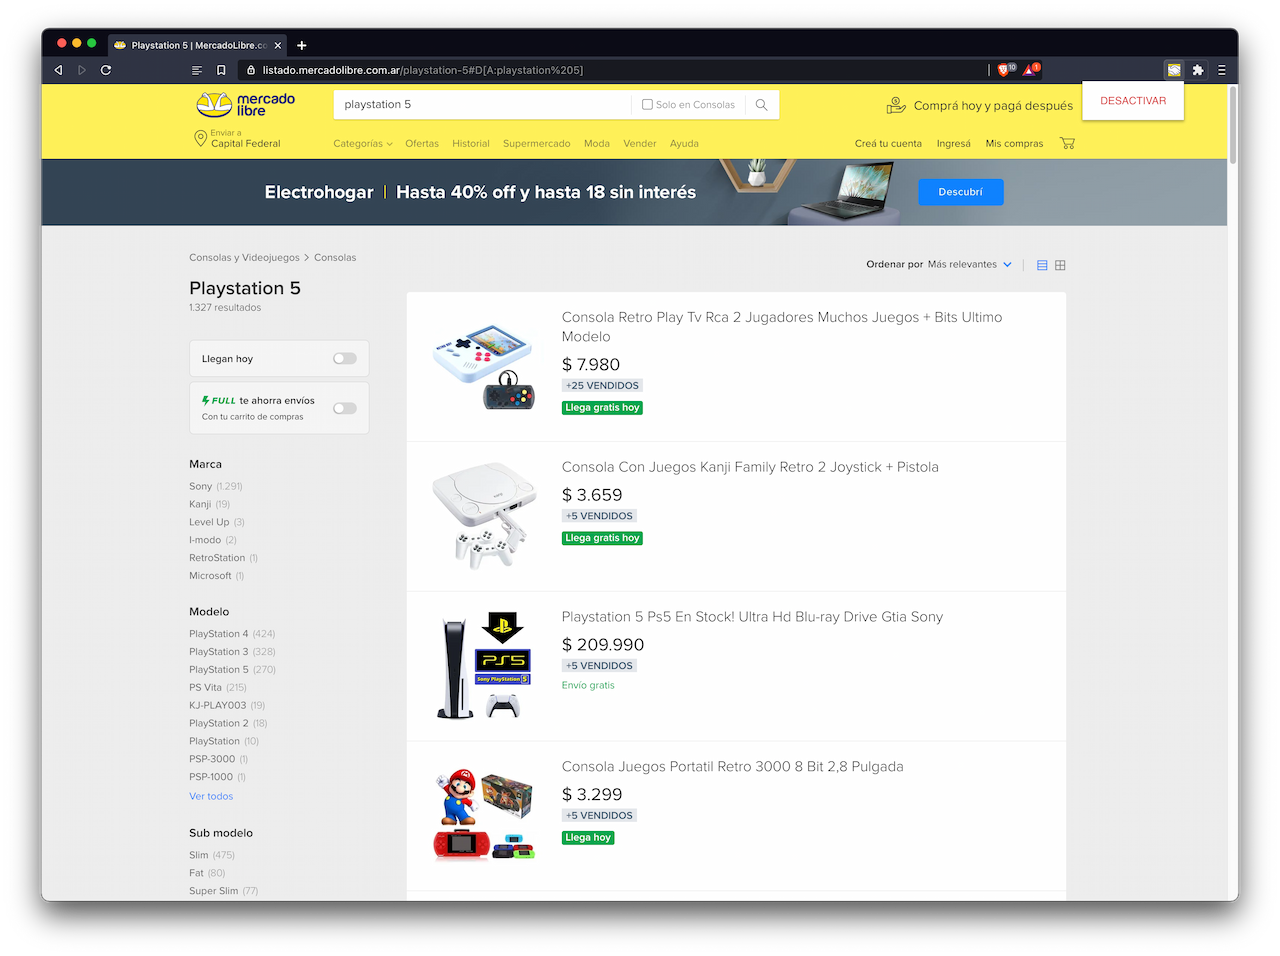 Playstation 5 | MercadoLibre.co
listado.mercadolibre.com.ar/playstation-5#D[A:playstation%205]
10
1
DESACTIVAR
mercado
libre
playstation 5
Solo en Consolas
Comprá hoy y pagá después
Enviar a
Capital Federal
Categorías
Ofertas
Historial
Supermercado
Moda
Vender
Ayuda
Creá tu cuenta
Ingresá
Mis compras
Electrohogar | Hasta 40% off y hasta 18 sin interés
Descubrí
Consolas y Videojuegos > Consolas
Ordenar por Más relevantes
Playstation 5
1.327 resultados
Llegan hoy
FULL te ahorra envíos
Con tu carrito de compras
Marca
Sony (1.291)
Kanji (19)
Level Up (3)
I-modo (2)
RetroStation (1)
Microsoft (1)
Modelo
PlayStation 4 (424)
PlayStation 3 (328)
PlayStation 5 (270)
PS Vita (215)
KJ-PLAY003 (19)
PlayStation 2 (18)
PlayStation (10)
PSP-3000 (1)
PSP-1000 (1)
Ver todos
Sub modelo
Slim (475)
Fat (80)
Super Slim (77)
Consola Retro Play Tv Rca 2 Jugadores Muchos Juegos + Bits Ultimo
Modelo
$ 7.980
+25 VENDIDOS
Llega gratis hoy
Consola Con Juegos Kanji Family Retro 2 Joystick + Pistola
$ 3.659
+5 VENDIDOS
Llega gratis hoy
PS5
Sony PlayStation 5
Playstation 5 Ps5 En Stock! Ultra Hd Blu-ray Drive Gtia Sony
$ 209.990
+5 VENDIDOS
Envío gratis
Consola Juegos Portatil Retro 3000 8 Bit 2,8 Pulgada
$ 3.299
+5 VENDIDOS
Llega hoy